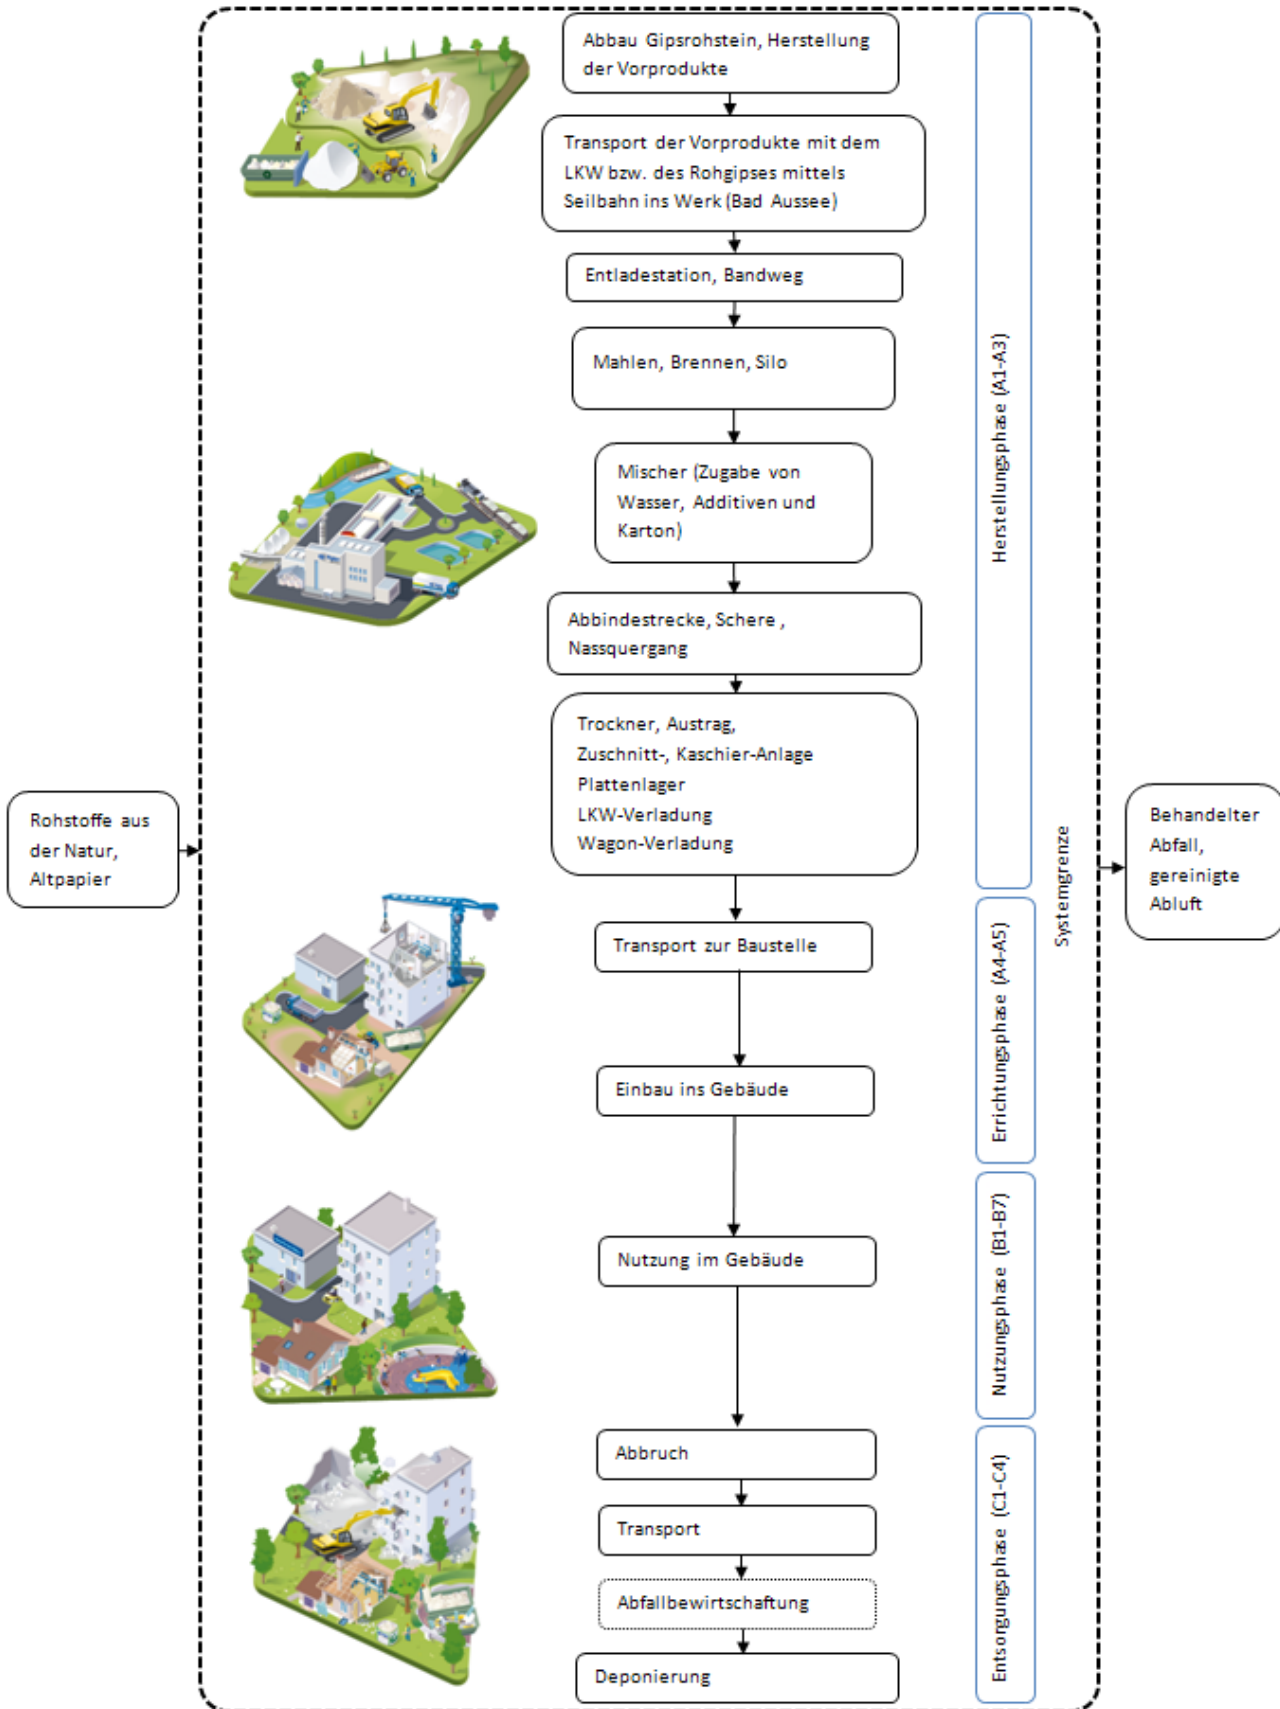 Abbau Gipsrohstein, Herstellung
der Vorprodukte
Transport der Vorprodukte mit dem
LKW bzw. des Rohgipses mittels
Seilbahn ins Werk (Bad Aussee)
Entladestation, Bandweg
Mahlen, Brennen, Silo
Mischer (Zugabe von
Wasser, Additiven und
Karton)
Abbindestrecke, Schere ,
Nassquergang
Trockner, Austrag,
Zuschnitt-, Kaschier-Anlage
Plattenlager
LKW-Verladung
Wagon-Verladung
Herstellungsphase (A1-A3)
Rohstoffe aus
der Natur,
Altpapier
Systemgrenze
Behandelter
Abfall,
gereinigte
Abluft
Transport zur Baustelle
Einbau ins Gebäude
Errichtungsphase (A4-A5)
Nutzung im Gebäude
Nutzungsphase (B1-B7)
Abbruch
Transport
Abfallbewirtschaftung
Deponierung
Entsorgungsphase (C1-C4)